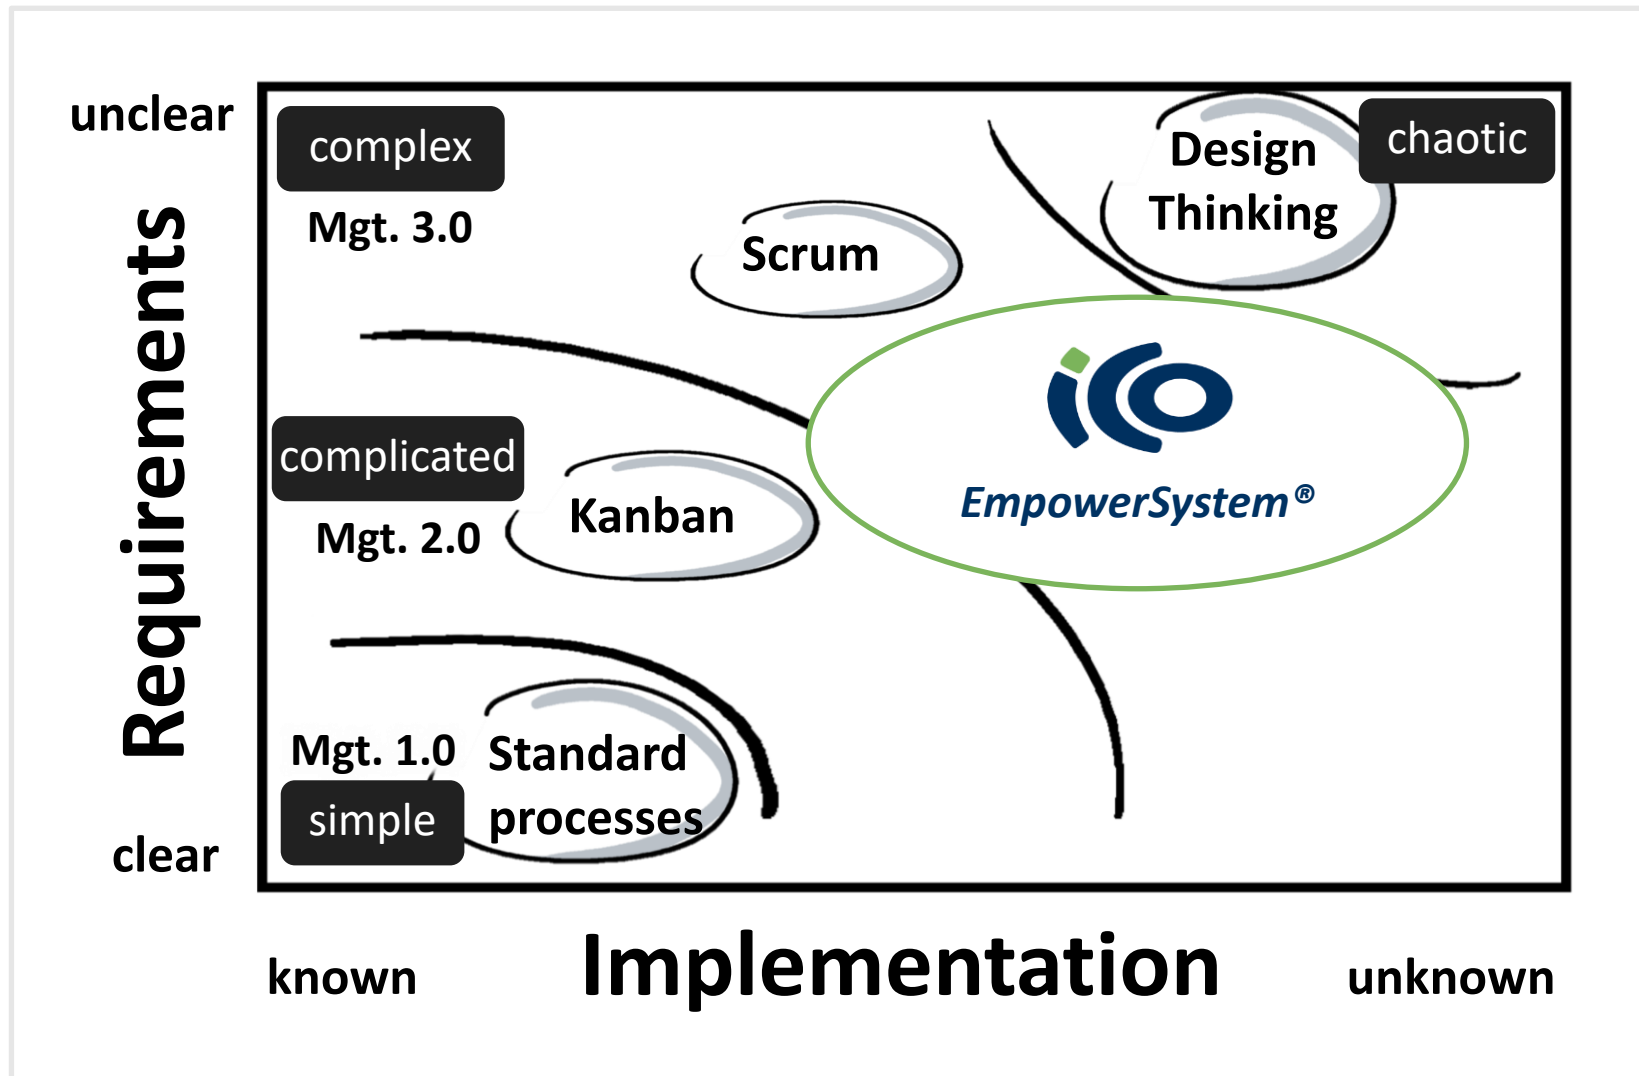 unclear
complex
Mgt. 3.0
Scrum
Design
Thinking
chaotic
Requirements
ico
EmpowerSystem®
complicated
Mgt. 2.0
Kanban
Mgt. 1.0
Standard
processes
simple
clear
known
Implementation
unknown